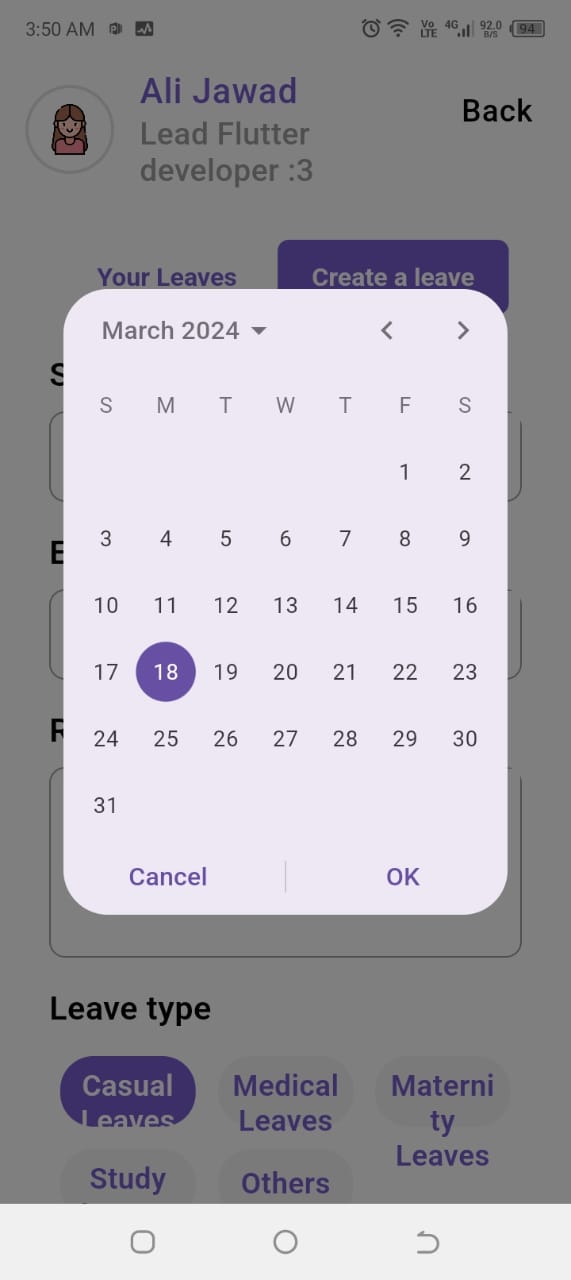 3:50 AM Vo LTE 4G 92.0 B/S 94
Ali Jawad
Lead Flutter
developer :3
Back
Your Leaves Create a leave
March 2024
S
S M T W T F S
1 2
3 4 5 6 7 8 9
E
10 11 12 13 14 15 16
17 18 19 20 21 22 23
R
24 25 26 27 28 29 30
31
Cancel OK
Leave type
Casual Leaves
Medical Leaves
Materni
ty
Leaves
Study
Others